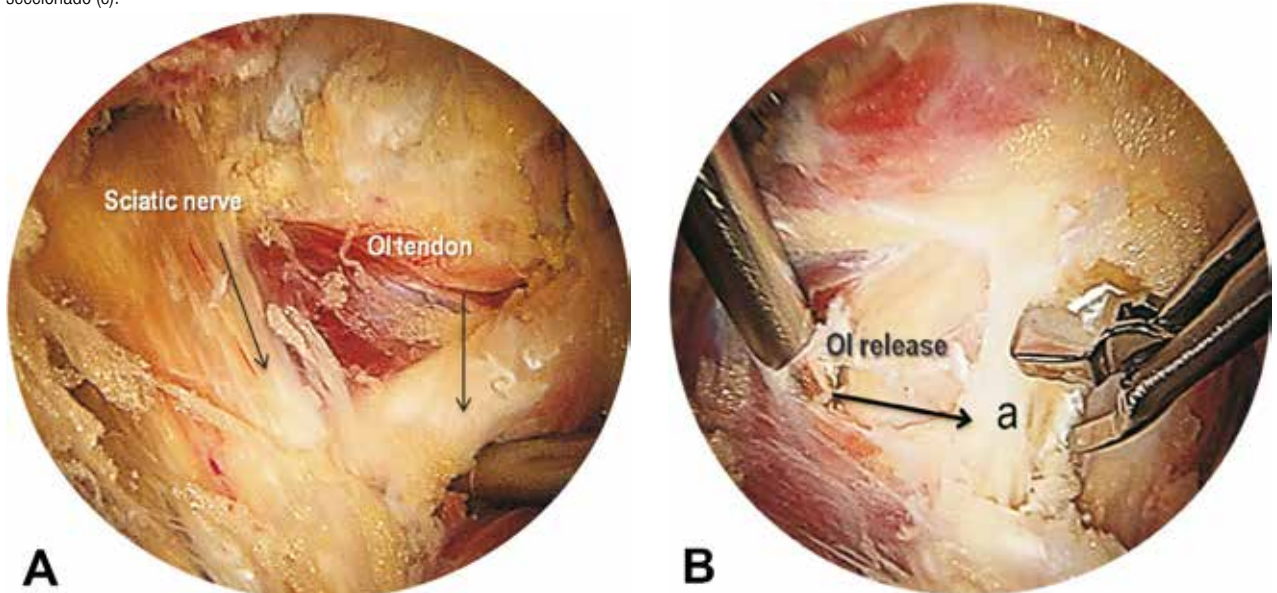 seccionado (c).
Sciatic nerve
OI tendon
OI release
a
A
B